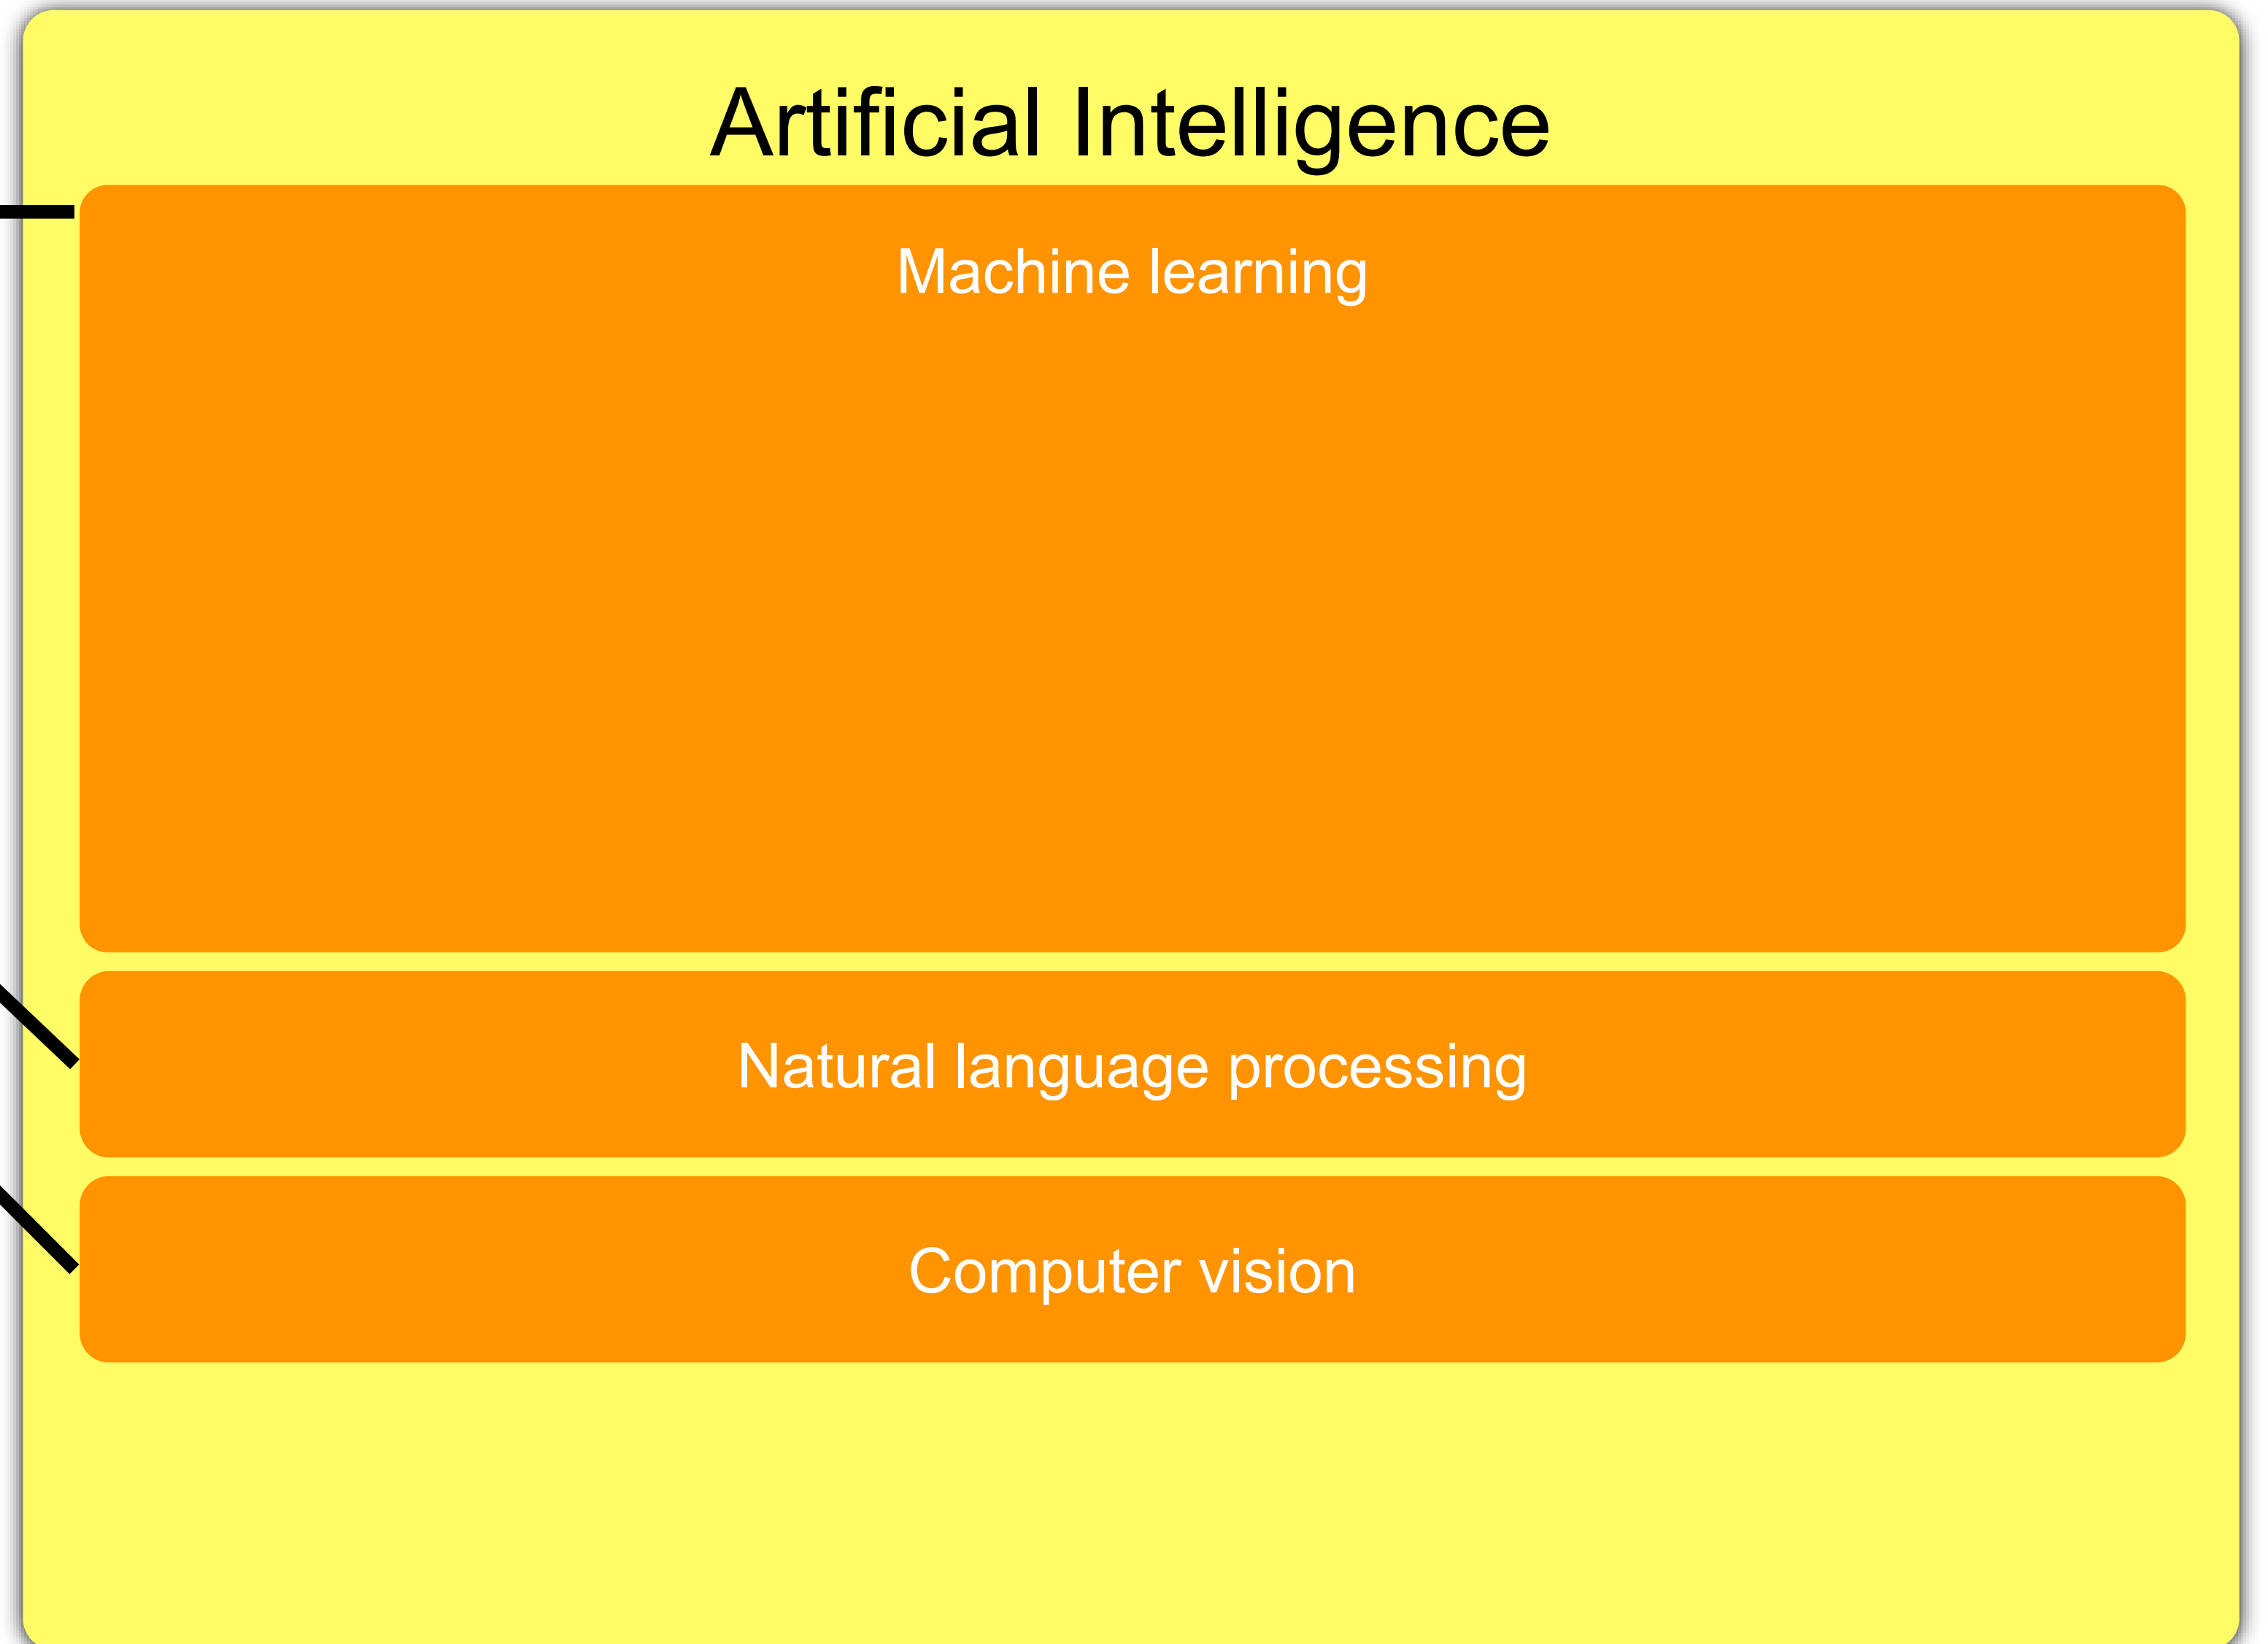 Artificial Intelligence
Machine learning
Natural language processing
Computer vision